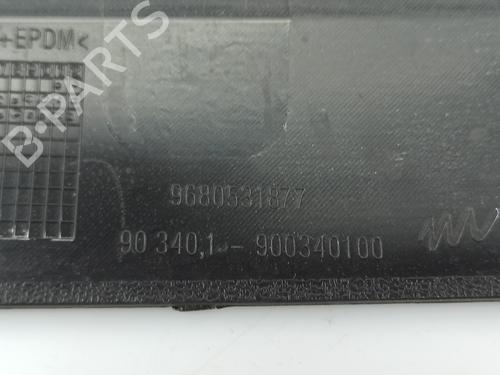 +EPDM<
B-PARTS
9680531877
90 340,1 - 900340100